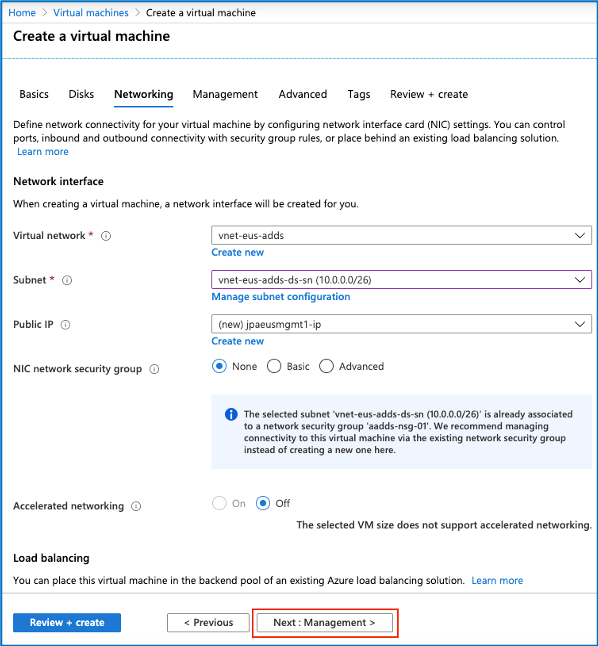 Home > Virtual machines > Create a virtual machine
Create a virtual machine
Basics Disks Networking Management Advanced Tags Review + create
Define network connectivity for your virtual machine by configuring network interface card (NIC) settings. You can control
ports, inbound and outbound connectivity with security group rules, or place behind an existing load balancing solution.
Learn more
Network interface
When creating a virtual machine, a network interface will be created for you.
Virtual network * vnet-eus-adds
Create new
Subnet * vnet-eus-adds-ds-sn (10.0.0.0/26)
Manage subnet configuration
Public IP (new) jpaeusmgmt1-ip
Create new
NIC network security group None Basic Advanced
The selected subnet 'vnet-eus-adds-ds-sn (10.0.0.0/26)' is already associated
to a network security group 'aadds-nsg-01'. We recommend managing
connectivity to this virtual machine via the existing network security group
instead of creating a new one here.
Accelerated networking On Off
The selected VM size does not support accelerated networking.
Load balancing
You can place this virtual machine in the backend pool of an existing Azure load balancing solution. Learn more
Review + create < Previous Next : Management >